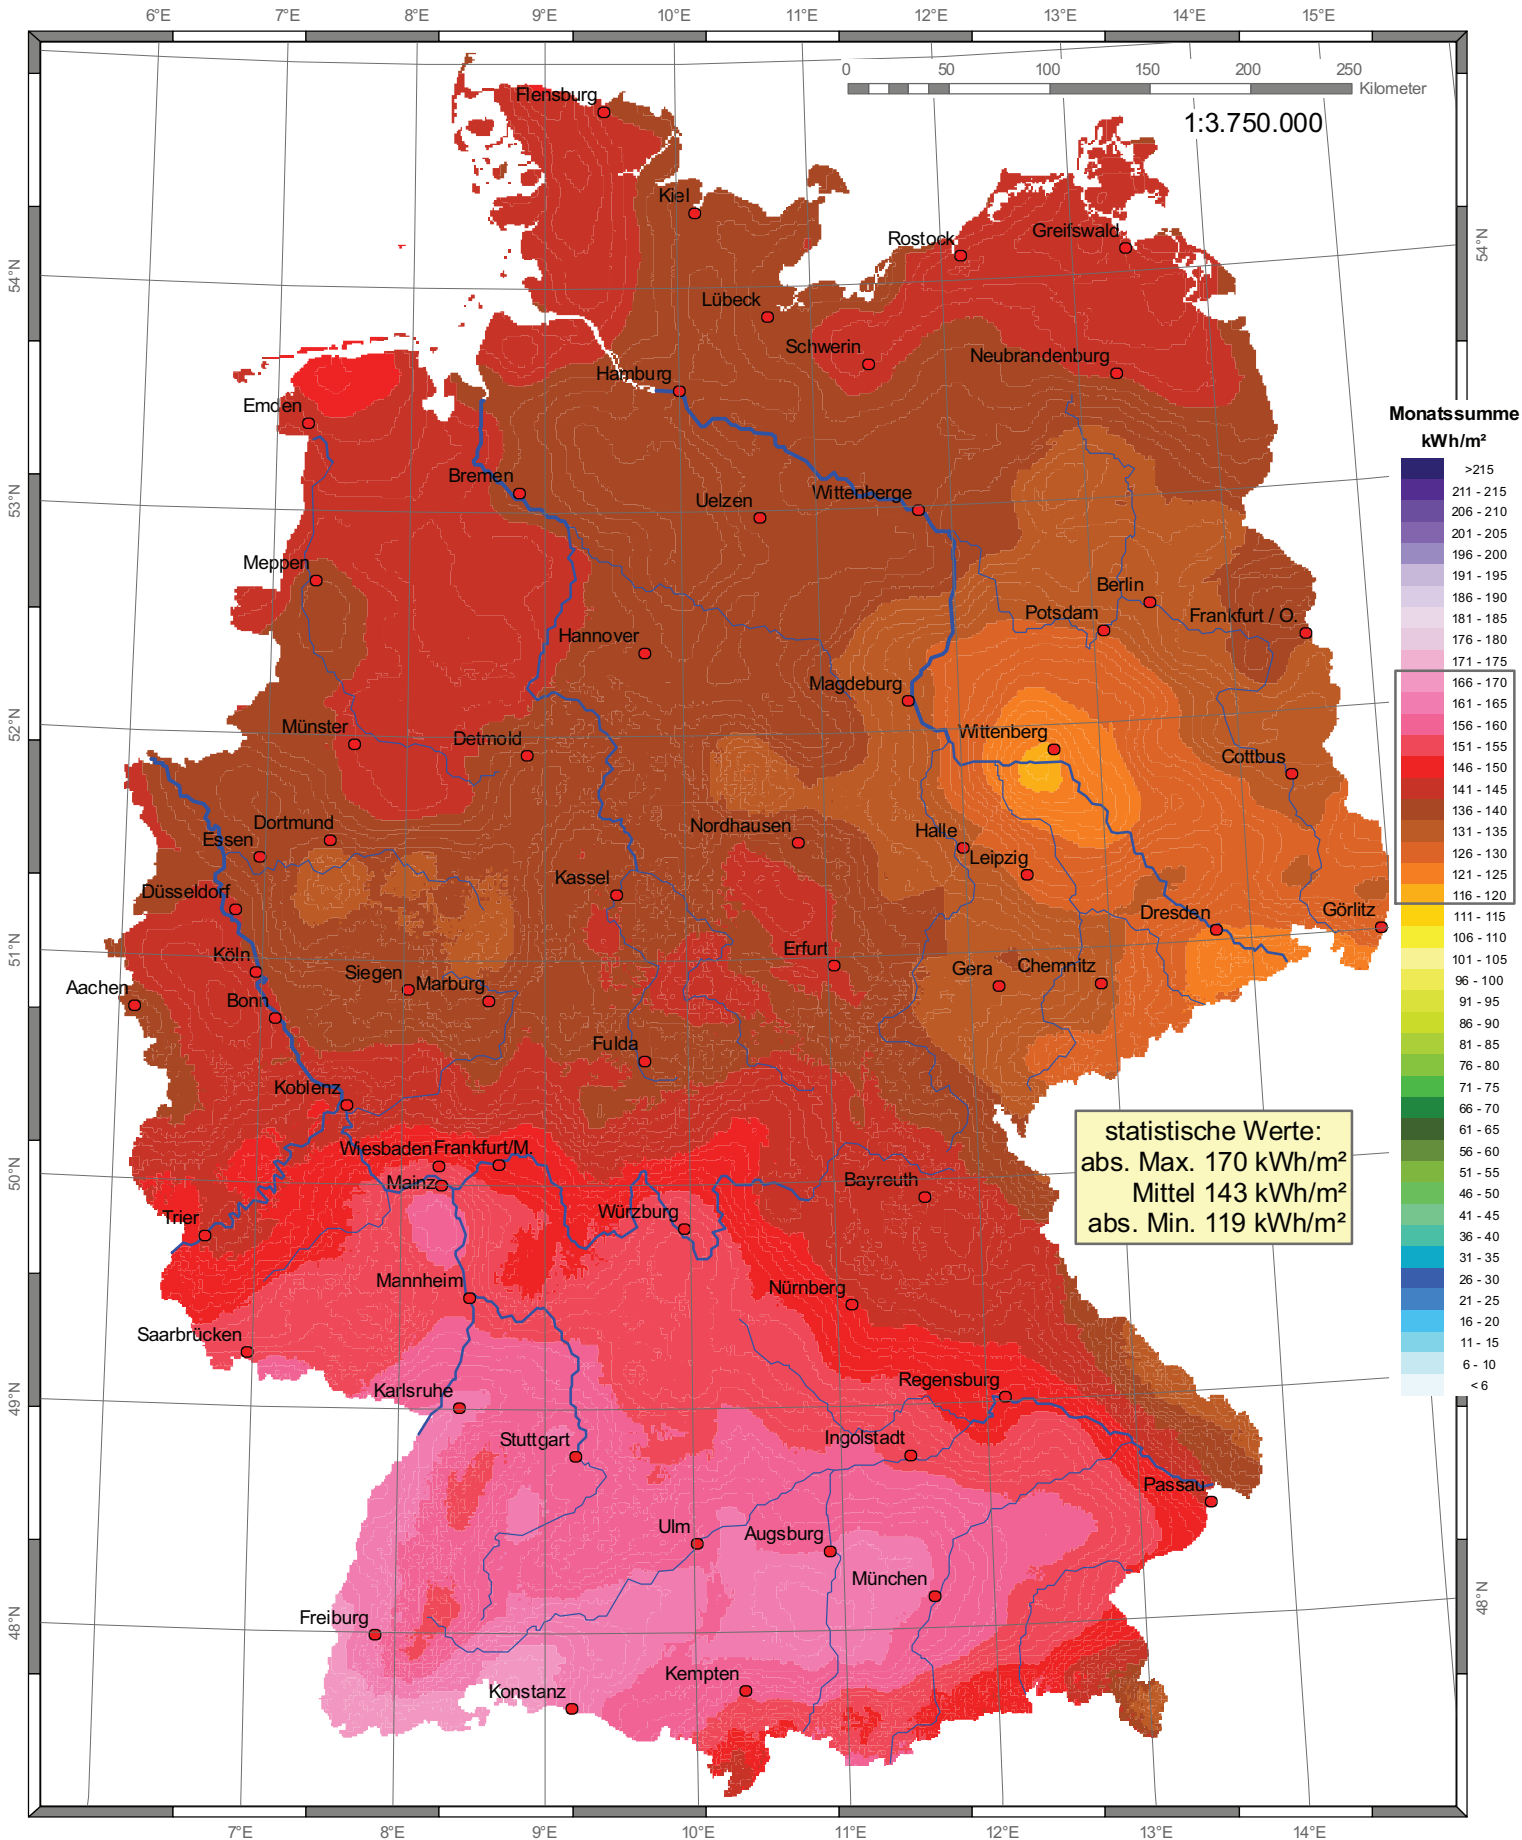 6°E 7°E 8°E 9°E 10°E 11°E 12°E 13°E 14°E 15°E
0 50 100 150 200 250
Kilometer
1:3.750.000
Flensburg
Kiel
Rostock
Greifswald
54°N
54°N
Lübeck
Schwerin
Neubrandenburg
Hamburg
Emden
Bremen
Uelzen
Wittenberge
53°N
53°N
Meppen
Berlin
Potsdam
Frankfurt / O.
Hannover
Magdeburg
Münster
Detmold
Wittenberg
Cottbus
52°N
52°N
Dortmund
Essen
Nordhausen
Halle
Leipzig
Düsseldorf
Kassel
Dresden
Görlitz
Köln
Erfurt
51°N
51°N
Aachen
Siegen
Marburg
Gera
Chemnitz
Bonn
Fulda
Koblenz
Wiesbaden
Frankfurt/M.
Mainz
Bayreuth
50°N
50°N
Trier
Würzburg
Mannheim
Nürnberg
Saarbrücken
Karlsruhe
Regensburg
49°N
49°N
Stuttgart
Ingolstadt
Passau
Ulm
Augsburg
München
Freiburg
48°N
48°N
Kempten
Konstanz
Monatssumme
kWh/m²
>215
211 - 215
206 - 210
201 - 205
196 - 200
191 - 195
186 - 190
181 - 185
176 - 180
171 - 175
166 - 170
161 - 165
156 - 160
151 - 155
146 - 150
141 - 145
136 - 140
131 - 135
126 - 130
121 - 125
116 - 120
111 - 115
106 - 110
101 - 105
96 - 100
91 - 95
86 - 90
81 - 85
76 - 80
71 - 75
66 - 70
61 - 65
56 - 60
51 - 55
46 - 50
41 - 45
36 - 40
31 - 35
26 - 30
21 - 25
16 - 20
11 - 15
6 - 10
< 6
statistische Werte:
abs. Max. 170 kWh/m²
Mittel 143 kWh/m²
abs. Min. 119 kWh/m²
7°E 8°E 9°E 10°E 11°E 12°E 13°E 14°E